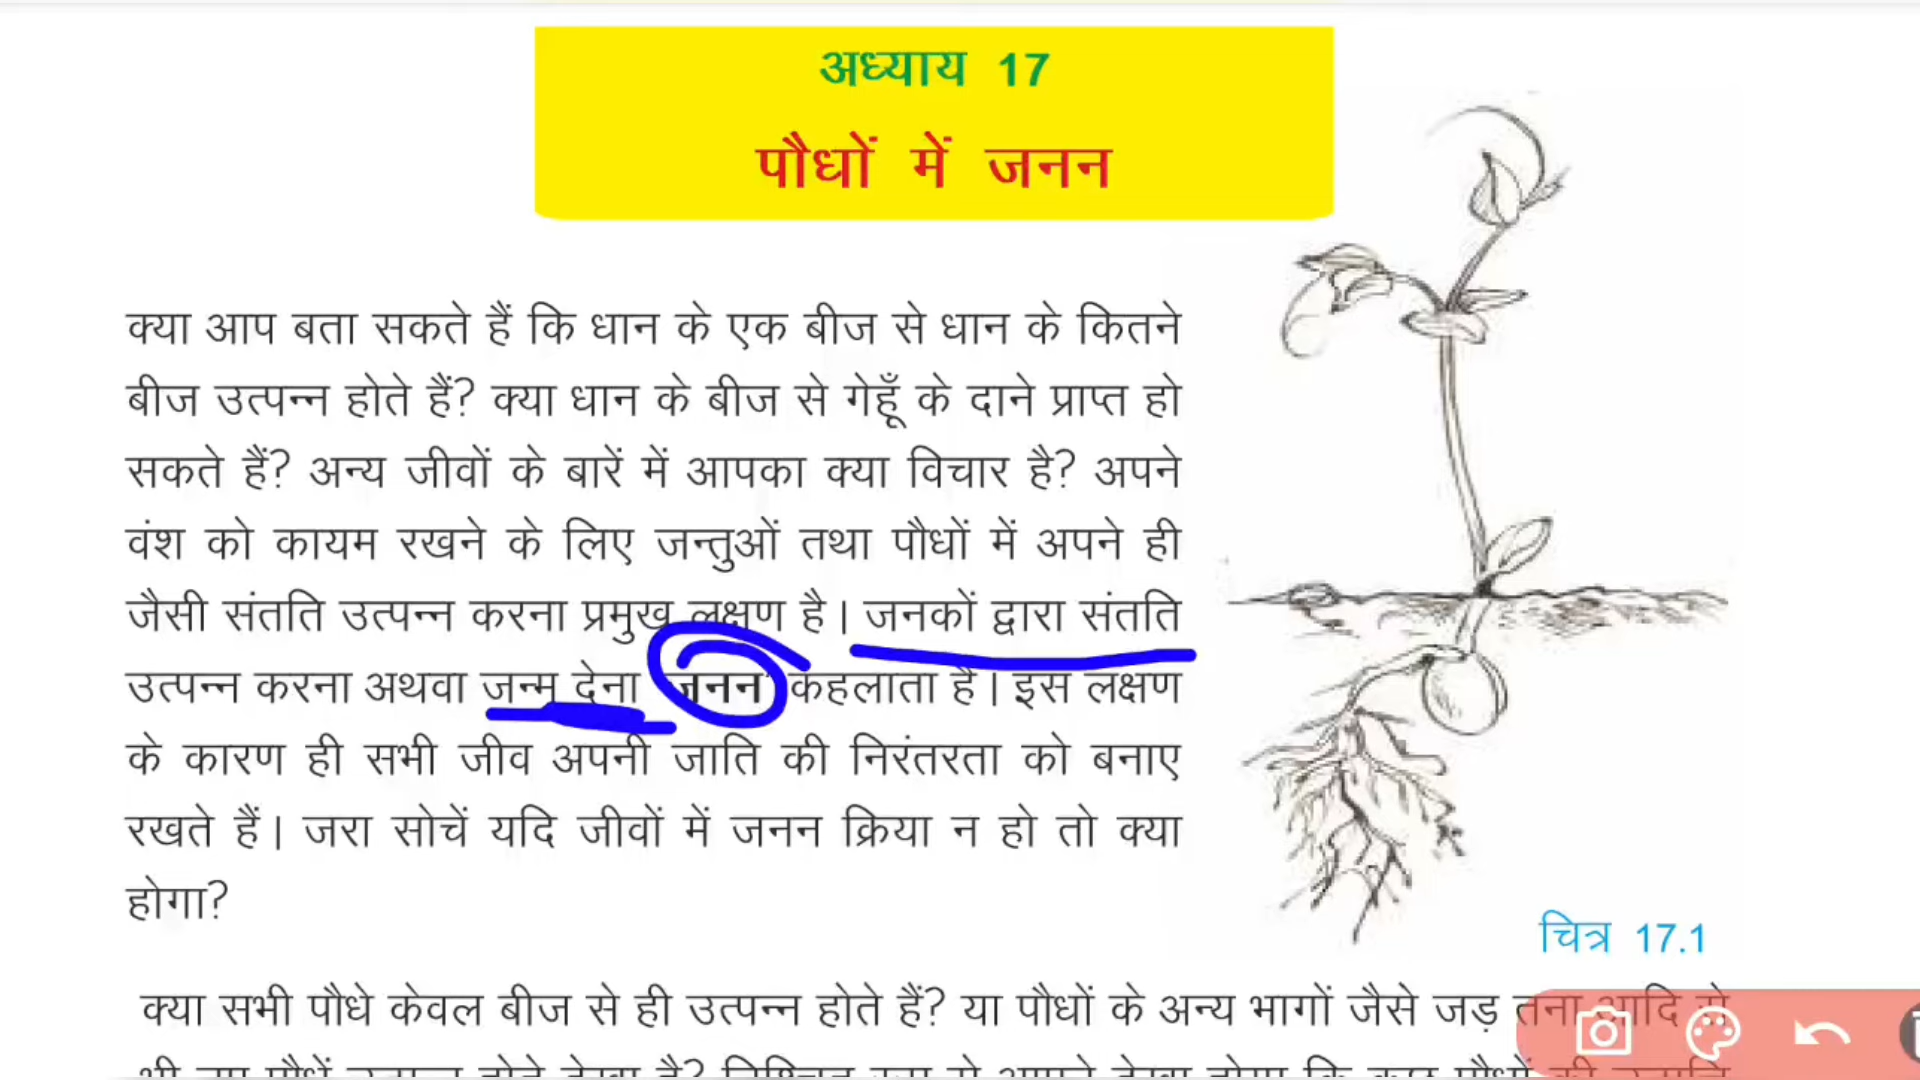 अध्याय 17
पौधों में जनन
क्या आप बता सकते हैं कि धान के एक बीज से धान के कितने
बीज उत्पन्न होते हैं? क्या धान के बीज से गेहूँ के दाने प्राप्त हो
सकते हैं? अन्य जीवों के बारें में आपका क्या विचार है? अपने
वंश को कायम रखने के लिए जन्तुओं तथा पौधों में अपने ही
जैसी संतति उत्पन्न करना प्रमुख लक्षण है। जनकों द्वारा संतति
उत्पन्न करना अथवा जन्म देना जनन कहलाता है। इस लक्षण
के कारण ही सभी जीव अपनी जाति की निरंतरता को बनाए
रखते हैं। जरा सोचें यदि जीवों में जनन क्रिया न हो तो क्या
होगा?
चित्र 17.1
क्या सभी पौधे केवल बीज से ही उत्पन्न होते हैं? या पौधों के अन्य भागों जैसे जड़ तना आदि से